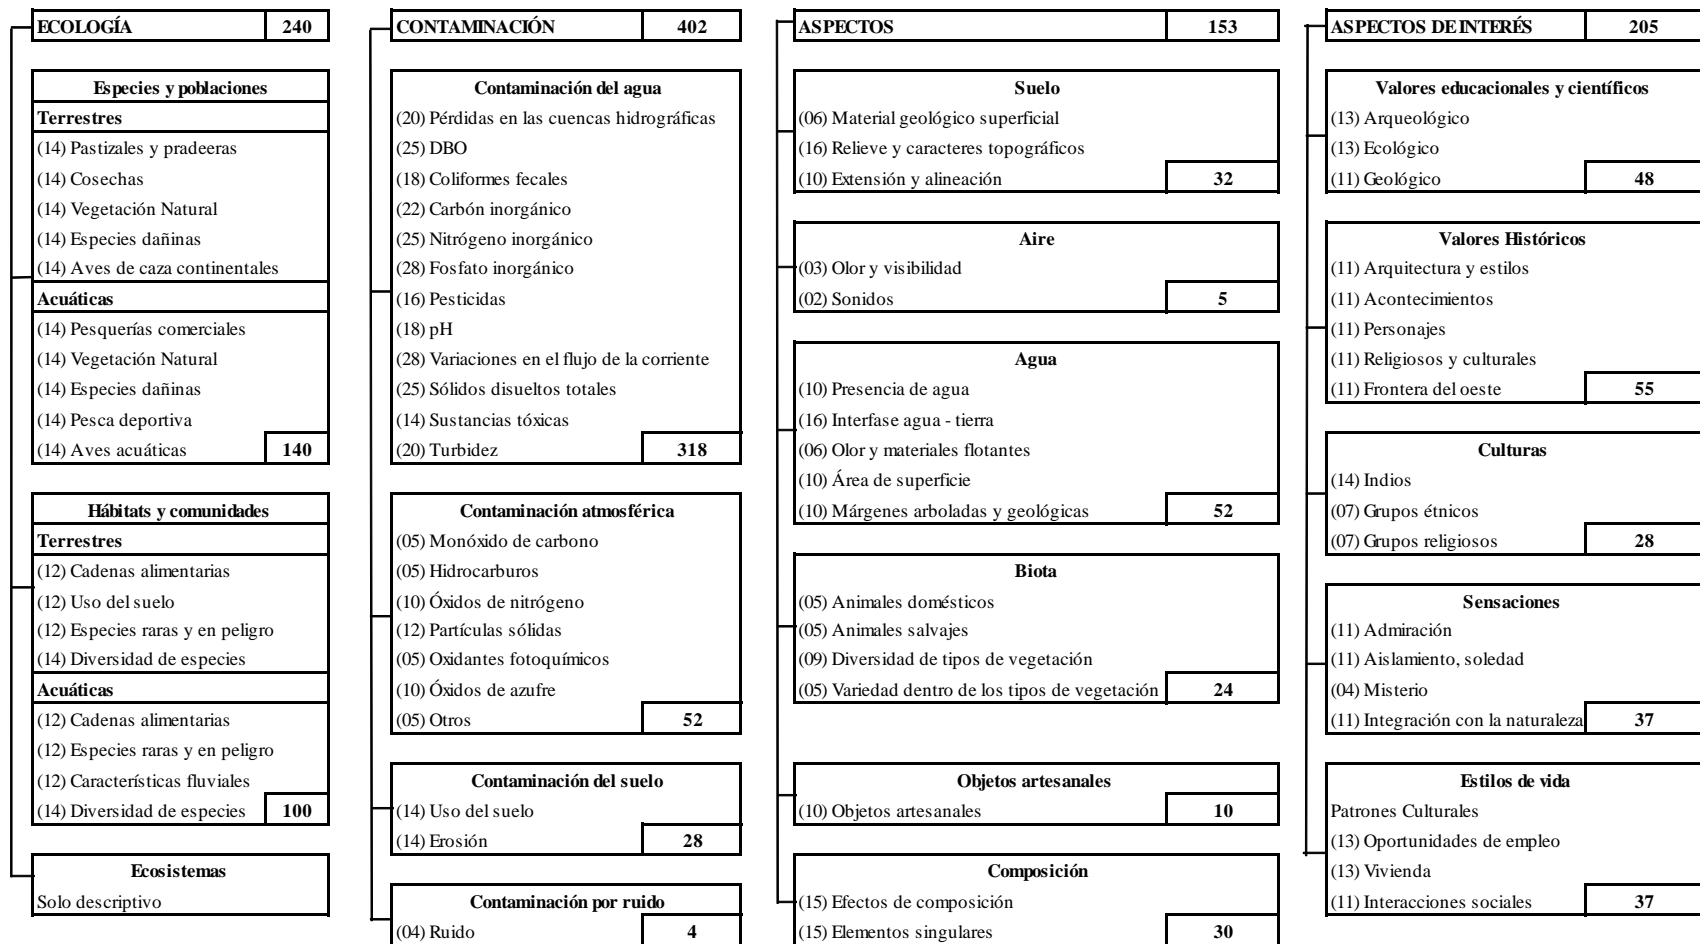 ECOLOGÍA 240
Especies y poblaciones
Terrestres
(14) Pastizales y pradeeras
(14) Cosechas
(14) Vegetación Natural
(14) Especies dañinas
(14) Aves de caza continentales
Acuáticas
(14) Pesquerías comerciales
(14) Vegetación Natural
(14) Especies dañinas
(14) Pesca deportiva
(14) Aves acuáticas 140
Hábitats y comunidades
Terrestres
(12) Cadenas alimentarias
(12) Uso del suelo
(12) Especies raras y en peligro
(14) Diversidad de especies
Acuáticas
(12) Cadenas alimentarias
(12) Especies raras y en peligro
(12) Características fluviales
(14) Diversidad de especies 100
Ecosistemas
Solo descriptivo
CONTAMINACIÓN 402
Contaminación del agua
(20) Pérdidas en las cuencas hidrográficas
(25) DBO
(18) Coliformes fecales
(22) Carbón inorgánico
(25) Nitrógeno inorgánico
(28) Fosfato inorgánico
(16) Pesticidas
(18) pH
(28) Variaciones en el flujo de la corriente
(25) Sólidos disueltos totales
(14) Sustancias tóxicas
(20) Turbidez 318
Contaminación atmosférica
(05) Monóxido de carbono
(05) Hidrocarburos
(10) Óxidos de nitrógeno
(12) Partículas sólidas
(05) Oxidantes fotoquímicos
(10) Óxidos de azufre
(05) Otros 52
Contaminación del suelo
(14) Uso del suelo
(14) Erosión 28
Contaminación por ruido
(04) Ruido 4
ASPECTOS 153
Suelo
(06) Material geológico superficial
(16) Relieve y caracteres topográficos
(10) Extensión y alineación 32
Aire
(03) Olor y visibilidad
(02) Sonidos 5
Agua
(10) Presencia de agua
(16) Interfase agua - tierra
(06) Olor y materiales flotantes
(10) Área de superficie
(10) Márgenes arboladas y geológicas 52
Biota
(05) Animales domésticos
(05) Animales salvajes
(09) Diversidad de tipos de vegetación
(05) Variedad dentro de los tipos de vegetación 24
Objetos artesanales
(10) Objetos artesanales 10
Composición
(15) Efectos de composición
(15) Elementos singulares 30
ASPECTOS DE INTERÉS 205
Valores educacionales y científicos
(13) Arqueológico
(13) Ecológico
(11) Geológico 48
Valores Históricos
(11) Arquitectura y estilos
(11) Acontecimientos
(11) Personajes
(11) Religiosos y culturales
(11) Frontera del oeste 55
Culturas
(14) Indios
(07) Grupos étnicos
(07) Grupos religiosos 28
Sensaciones
(11) Admiración
(11) Aislamiento, soledad
(04) Misterio
(11) Integración con la naturaleza 37
Estilos de vida
Patrones Culturales
(13) Oportunidades de empleo
(13) Vivienda
(11) Interacciones sociales 37